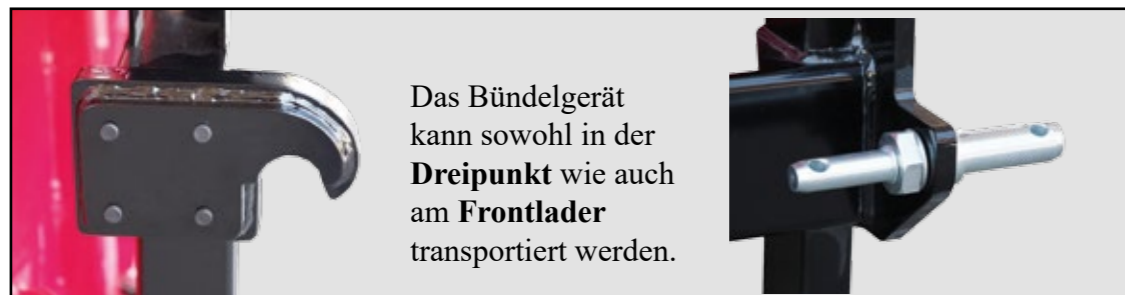 Das Bündelgerät
kann sowohl in der
Dreipunkt wie auch
am Frontlader
transportiert werden.